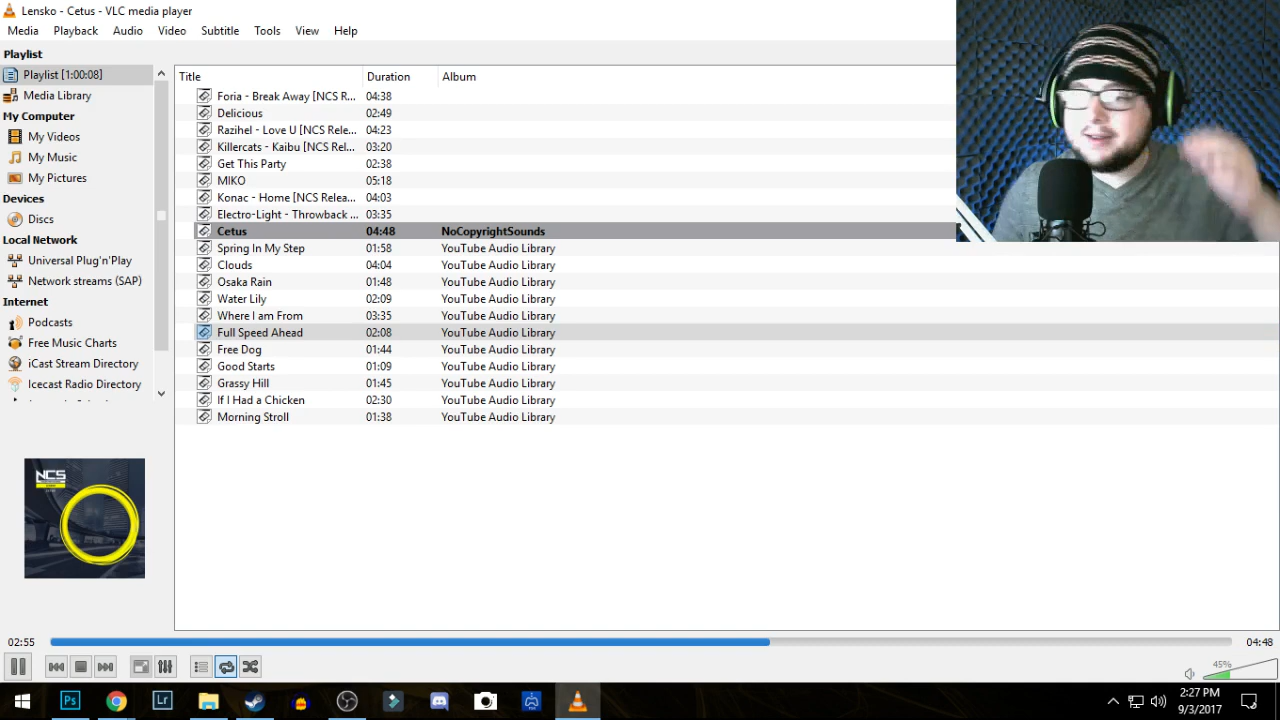 Lensko - Cetus - VLC media player
Media Playback Audio Video Subtitle Tools View Help
Playlist
Playlist [1:00:08]
Media Library
My Computer
My Videos
My Music
My Pictures
Devices
Discs
Local Network
Universal Plug'n'Play
Network streams (SAP)
Internet
Podcasts
Free Music Charts
iCast Stream Directory
Icecast Radio Directory
Title Duration Album
Foria - Break Away [NCS R... 04:38
Delicious 02:49
Razihel - Love U [NCS Rele... 04:23
Killercats - Kaibu [NCS Rel... 03:20
Get This Party 02:38
MIKO 05:18
Konac - Home [NCS Relea... 04:03
Electro-Light - Throwback ... 03:35
Cetus 04:48 NoCopyrightSounds
Spring In My Step 01:58 YouTube Audio Library
Clouds 04:04 YouTube Audio Library
Osaka Rain 01:48 YouTube Audio Library
Water Lily 02:09 YouTube Audio Library
Where I am From 03:35 YouTube Audio Library
Full Speed Ahead 02:08 YouTube Audio Library
Free Dog 01:44 YouTube Audio Library
Good Starts 01:09 YouTube Audio Library
Grassy Hill 01:45 YouTube Audio Library
If I Had a Chicken 02:30 YouTube Audio Library
Morning Stroll 01:38 YouTube Audio Library
NCS
02:55 04:48
45%
Ps Lr
2:27 PM
9/3/2017